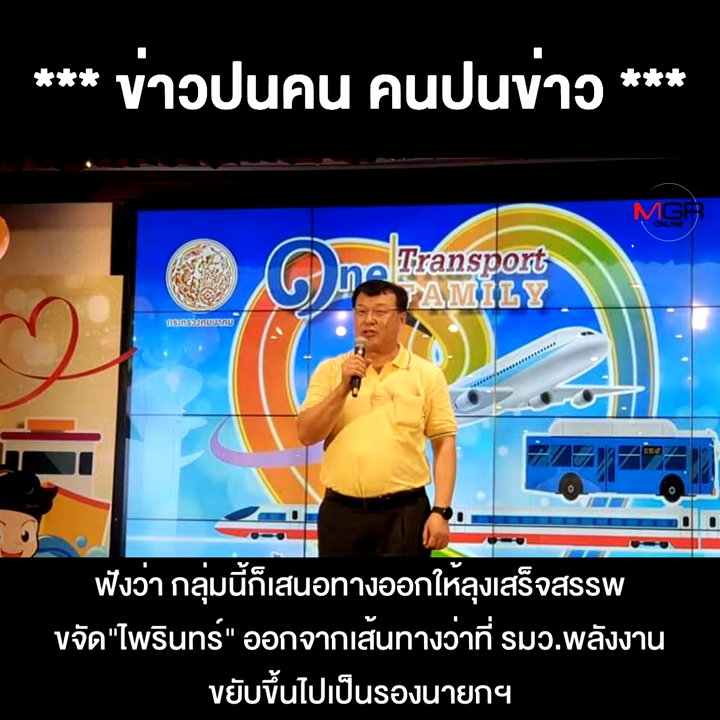 *** ข่าวปนคน คนปนข่าว ***
MGR
ONLINE
One Transport
FAMILY
กระทรวงคมนาคม
ฟังว่า กลุ่มนี้ก็เสนอทางออกให้ลุงเสร็จสรรพ
ขจัด"ไพรินทร์" ออกจากเส้นทางว่าที่ รมว.พลังงาน
ขยับขึ้นไปเป็นรองนายกฯ